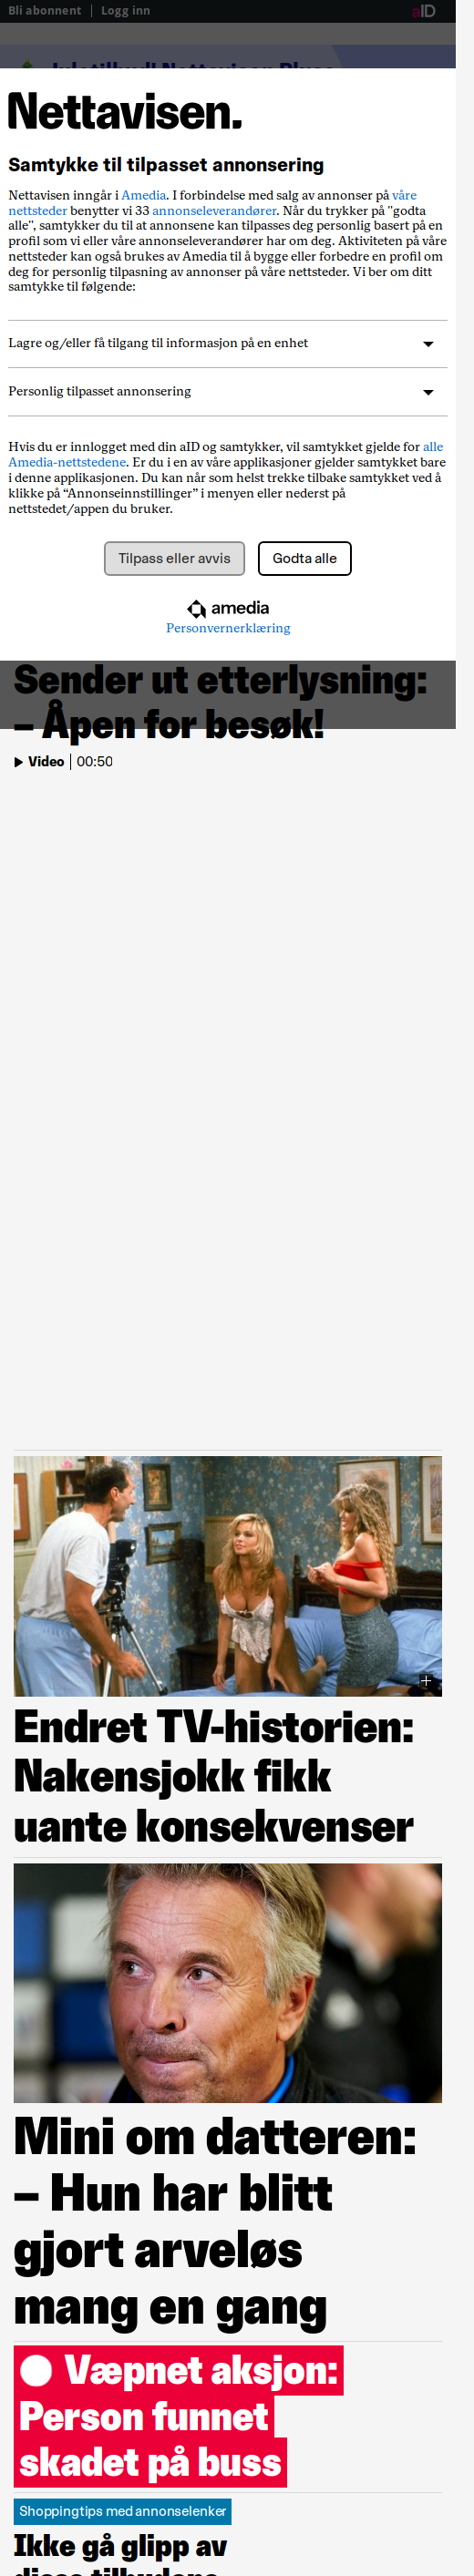 Bli abonnent | Logg inn
aID
Nettavisen.
Samtykke til tilpasset annonsering
Nettavisen inngår i Amedia. I forbindelse med salg av annonser på våre
nettsteder benytter vi 33 annonseleverandører. Når du trykker på "godta
alle", samtykker du til at annonsene kan tilpasses deg personlig basert på en
profil som vi eller våre annonseleverandører har om deg. Aktiviteten på våre
nettsteder kan også brukes av Amedia til å bygge eller forbedre en profil om
deg for personlig tilpasning av annonser på våre nettsteder. Vi ber om ditt
samtykke til følgende:
Lagre og/eller få tilgang til informasjon på en enhet
Personlig tilpasset annonsering
Hvis du er innlogget med din aID og samtykker, vil samtykket gjelde for alle
Amedia-nettstedene. Er du i en av våre applikasjoner gjelder samtykket bare
i denne applikasjonen. Du kan når som helst trekke tilbake samtykket ved å
klikke på “Annonseinnstillinger” i menyen eller nederst på
nettstedet/appen du bruker.
Tilpass eller avvis
Godta alle
amedia
Personvernerklæring
Sender ut etterlysning:
– Åpen for besøk!
Video | 00:50
Endret TV-historien:
Nakensjokk fikk
uante konsekvenser
Mini om datteren:
– Hun har blitt
gjort arveløs
mang en gang
Væpnet aksjon:
Person funnet
skadet på buss
Shoppingtips med annonselenker
Ikke gå glipp av